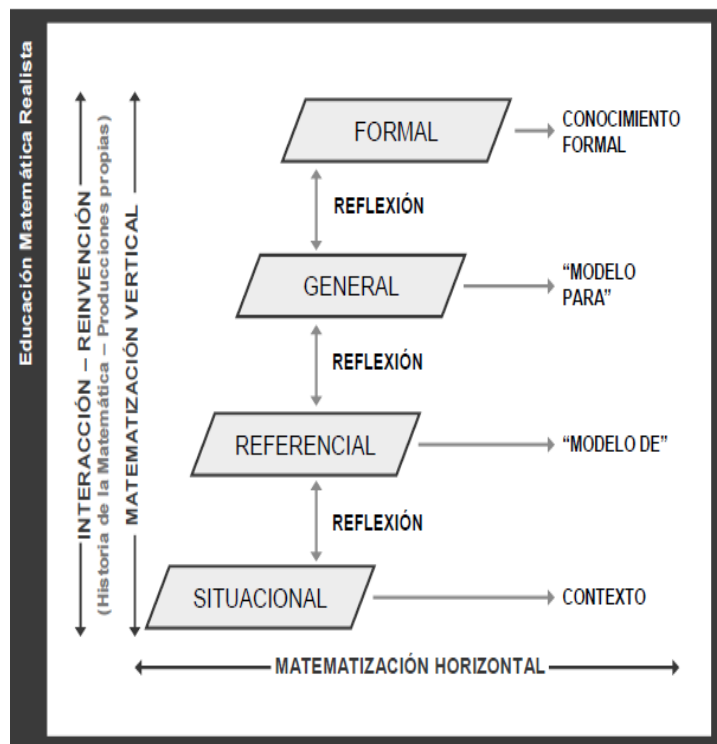 Educación Matemática Realista
INTERACCIÓN – REINVENCIÓN
(Historia de la Matemática – Producciones propias)
MATEMATIZACIÓN VERTICAL
FORMAL
CONOCIMIENTO
FORMAL
REFLEXIÓN
GENERAL
“MODELO
PARA”
REFLEXIÓN
REFERENCIAL
“MODELO DE”
REFLEXIÓN
SITUACIONAL
CONTEXTO
MATEMATIZACIÓN HORIZONTAL